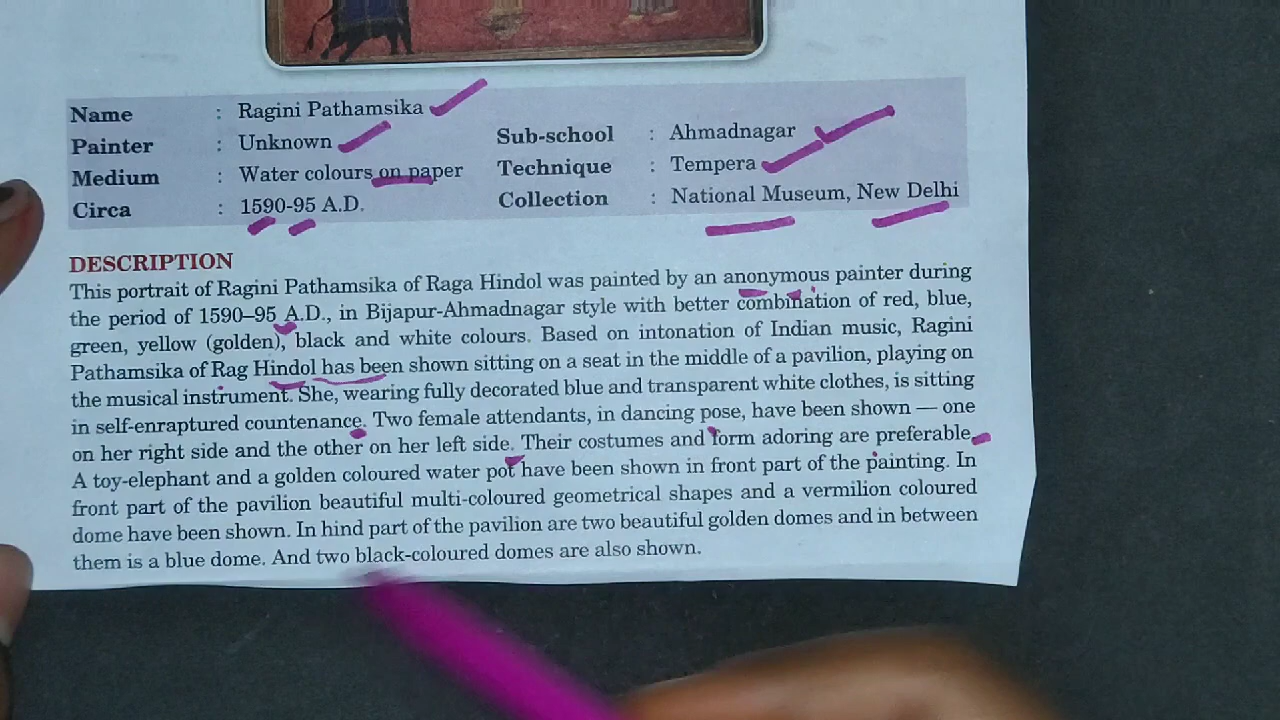 Name : Ragini Pathamsika
Painter : Unknown
Sub-school : Ahmadnagar
Medium : Water colours on paper
Technique : Tempera
Circa : 1590-95 A.D.
Collection : National Museum, New Delhi
DESCRIPTION
This portrait of Ragini Pathamsika of Raga Hindol was painted by an anonymous painter during
the period of 1590–95 A.D., in Bijapur-Ahmadnagar style with better combination of red, blue,
green, yellow (golden), black and white colours. Based on intonation of Indian music, Ragini
Pathamsika of Rag Hindol has been shown sitting on a seat in the middle of a pavilion, playing on
the musical instrument. She, wearing fully decorated blue and transparent white clothes, is sitting
in self-enraptured countenance. Two female attendants, in dancing pose, have been shown — one
on her right side and the other on her left side. Their costumes and form adoring are preferable.
A toy-elephant and a golden coloured water pot have been shown in front part of the painting. In
front part of the pavilion beautiful multi-coloured geometrical shapes and a vermilion coloured
dome have been shown. In hind part of the pavilion are two beautiful golden domes and in between
them is a blue dome. And two black-coloured domes are also shown.